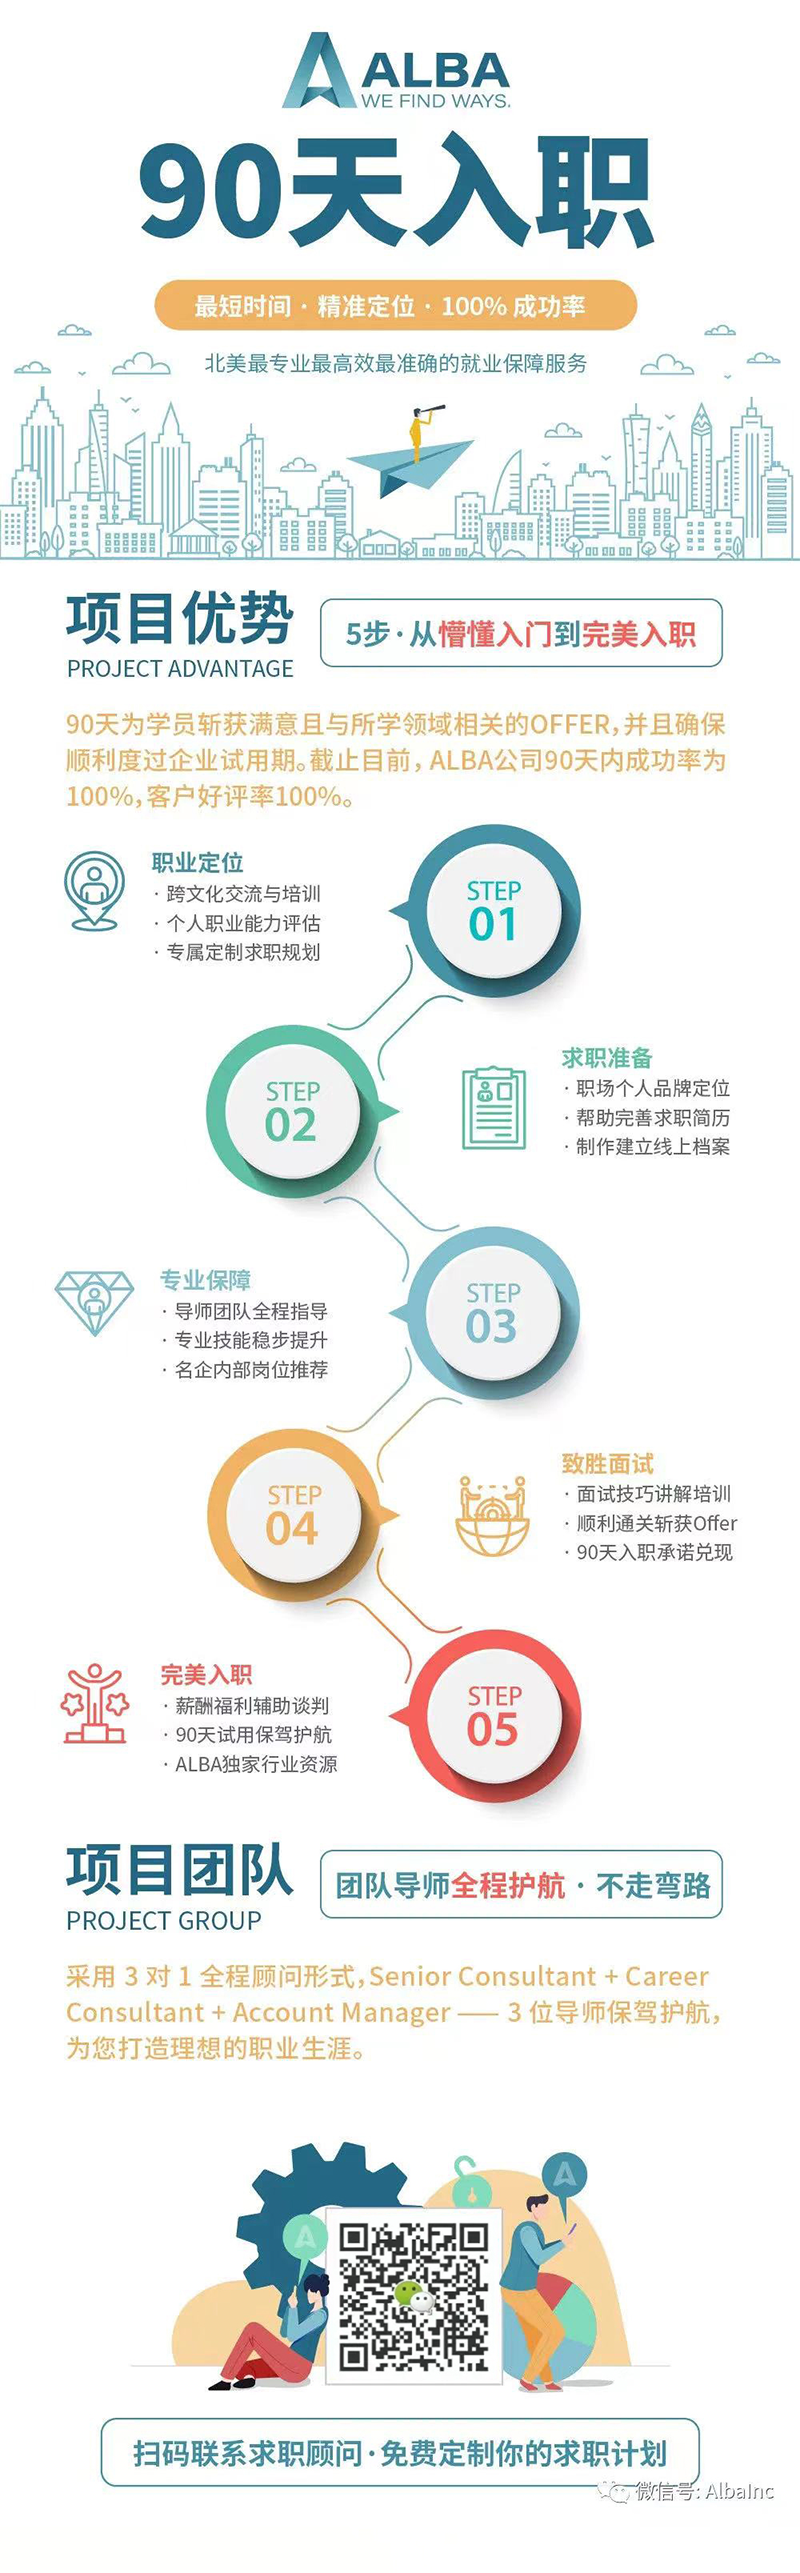 ALBA
WE FIND WAYS.
90天入职
最短时间 · 精准定位 · 100% 成功率
北美最专业最高效最准确的就业保障服务
项目优势
PROJECT ADVANTAGE
5步·从懵懂入门到完美入职
90天为学员斩获满意且与所学领域相关的OFFER，并且确保
顺利度过企业试用期。截止目前，ALBA公司90天内成功率为
100%，客户好评率100%。
职业定位
· 跨文化交流与培训
· 个人职业能力评估
· 专属定制求职规划
STEP
01
STEP
02
求职准备
· 职场个人品牌定位
· 帮助完善求职简历
· 制作建立线上档案
专业保障
· 导师团队全程指导
· 专业技能稳步提升
· 名企内部岗位推荐
STEP
03
STEP
04
致胜面试
· 面试技巧讲解培训
· 顺利通关斩获Offer
· 90天入职承诺兑现
完美入职
· 薪酬福利辅助谈判
· 90天试用保驾护航
· ALBA独家行业资源
STEP
05
项目团队
PROJECT GROUP
团队导师全程护航 · 不走弯路
采用 3 对 1 全程顾问形式，Senior Consultant + Career
Consultant + Account Manager —— 3 位导师保驾护航，
为您打造理想的职业生涯。
扫码联系求职顾问·免费定制你的求职计划
微信号: AlbaInc